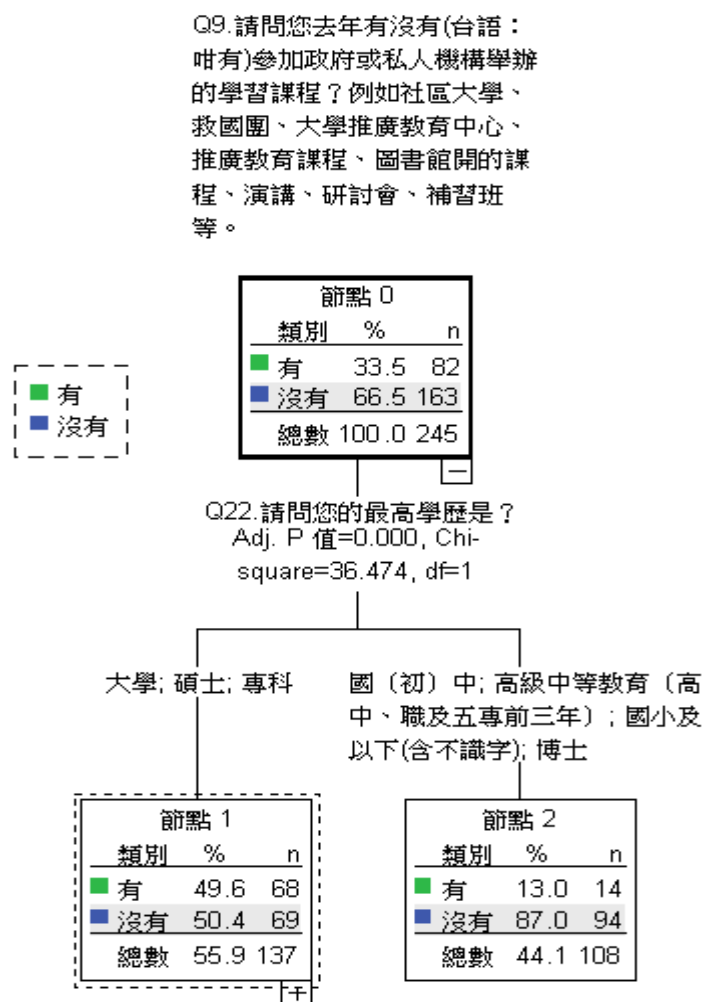 Q9.請問您去年有沒有(台語：
咁有)參加政府或私人機構舉辦
的學習課程？例如社區大學、
救國團、大學推廣教育中心、
推廣教育課程、圖書館開的課
程、演講、研討會、補習班
等。
節點 0
類別 % n
有 33.5 82
沒有 66.5 163
總數 100.0 245
有
沒有
Q22.請問您的最高學歷是？
Adj. P 值=0.000, Chi-
square=36.474, df=1
大學; 碩士; 專科
國（初）中; 高級中等教育（高
中、職及五專前三年）; 國小及
以下(含不識字); 博士
節點 1
類別 % n
有 49.6 68
沒有 50.4 69
總數 55.9 137
節點 2
類別 % n
有 13.0 14
沒有 87.0 94
總數 44.1 108